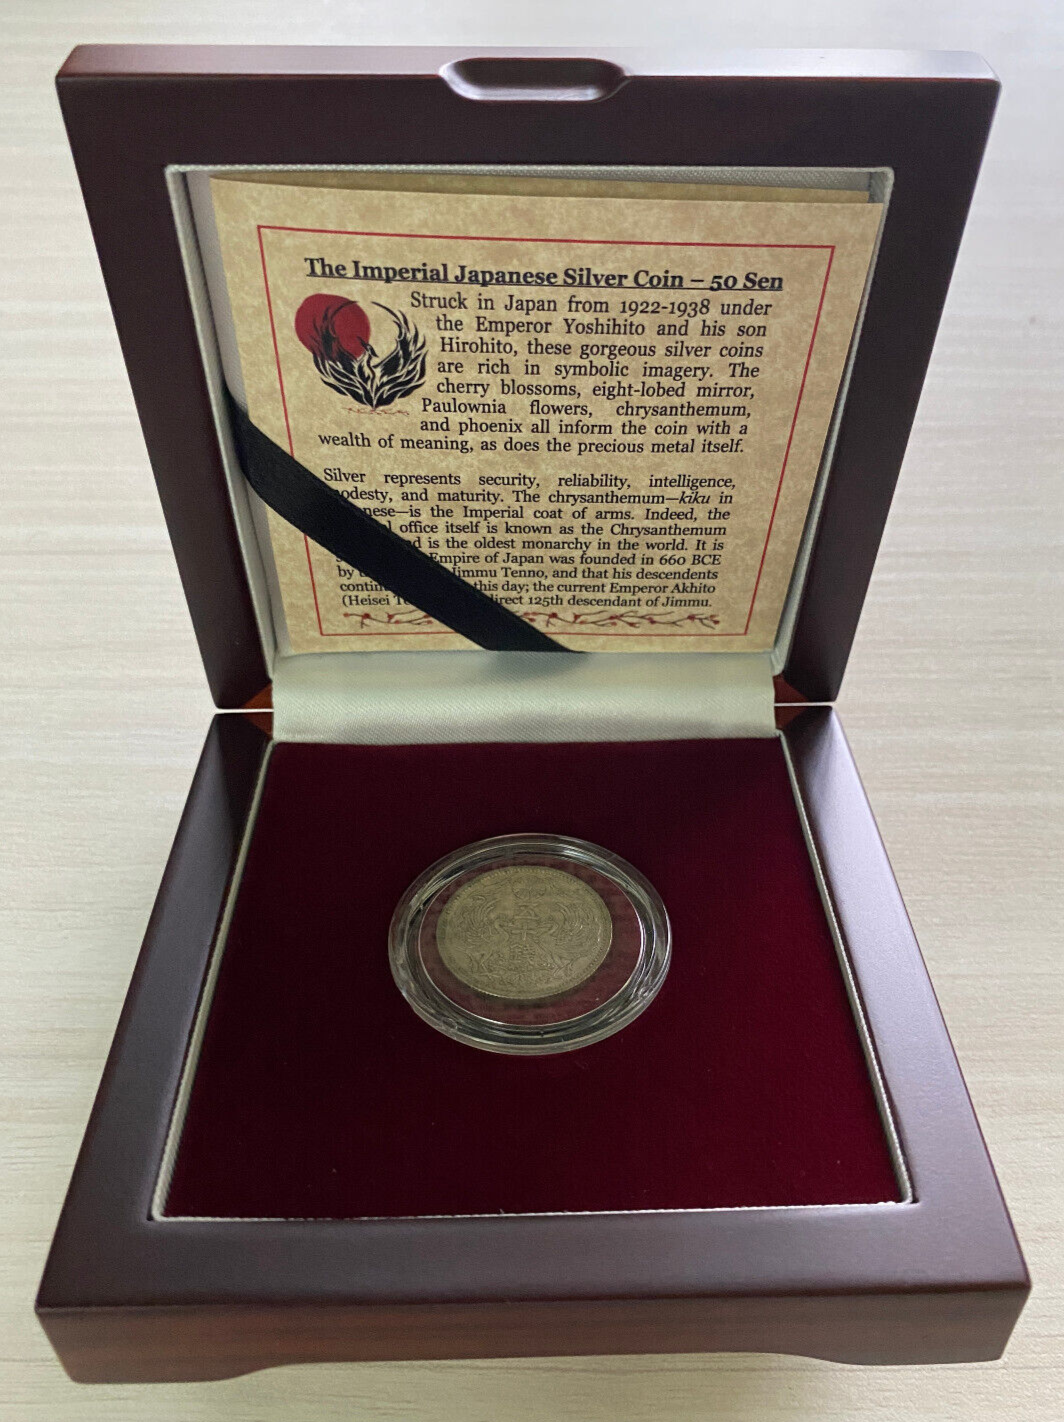 The Imperial Japanese Silver Coin – 50 Sen
Struck in Japan from 1922-1938 under
the Emperor Yoshihito and his son
Hirohito, these gorgeous silver coins
are rich in symbolic imagery. The
cherry blossoms, eight-lobed mirror,
Paulownia flowers, chrysanthemum,
and phoenix all inform the coin with a
wealth of meaning, as does the precious metal itself.
Silver represents security, reliability, intelligence,
odesty, and maturity. The chrysanthemum—kiku in
nese—is the Imperial coat of arms. Indeed, the
office itself is known as the Chrysanthemum
is the oldest monarchy in the world. It is
Empire of Japan was founded in 660 BCE
by Jimmu Tenno, and that his descendents
contin this day; the current Emperor Akhito
(Heisei direct 125th descendant of Jimmu.
五
十
銭